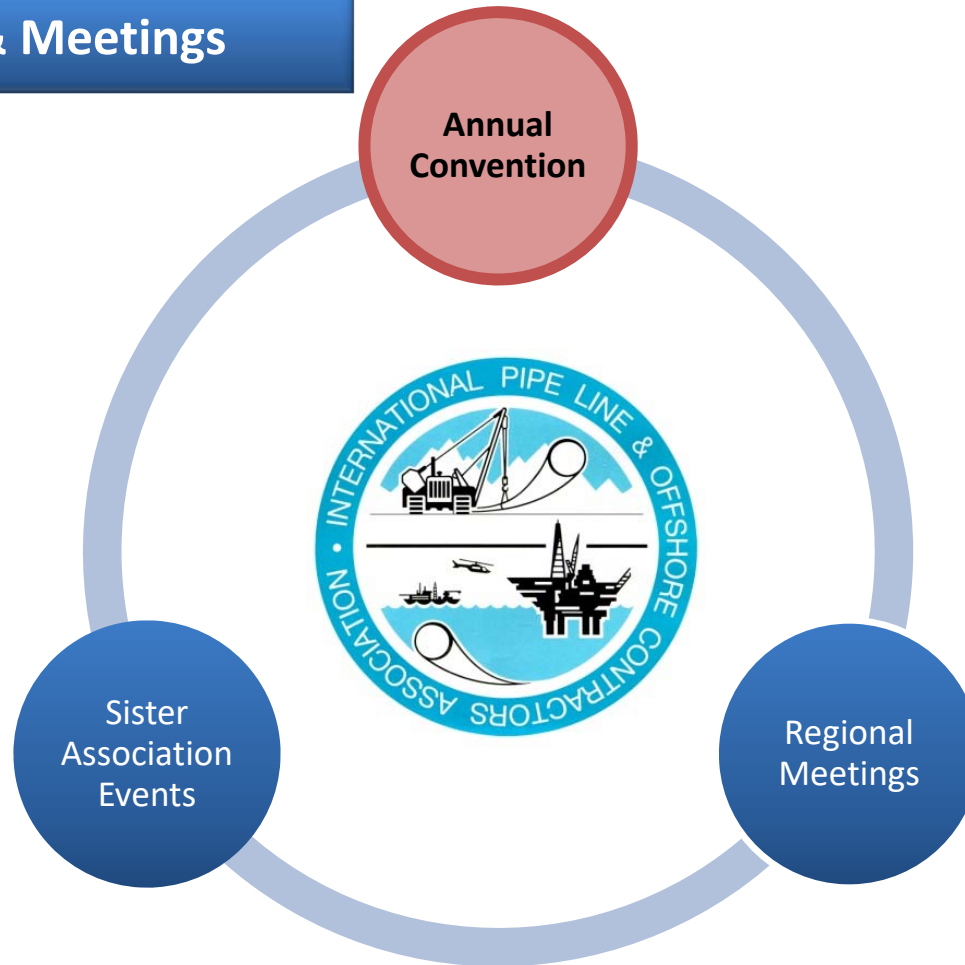 & Meetings
Annual
Convention
INTERNATIONAL PIPE LINE & OFFSHORE CONTRACTORS ASSOCIATION •
Sister
Association
Events
Regional
Meetings